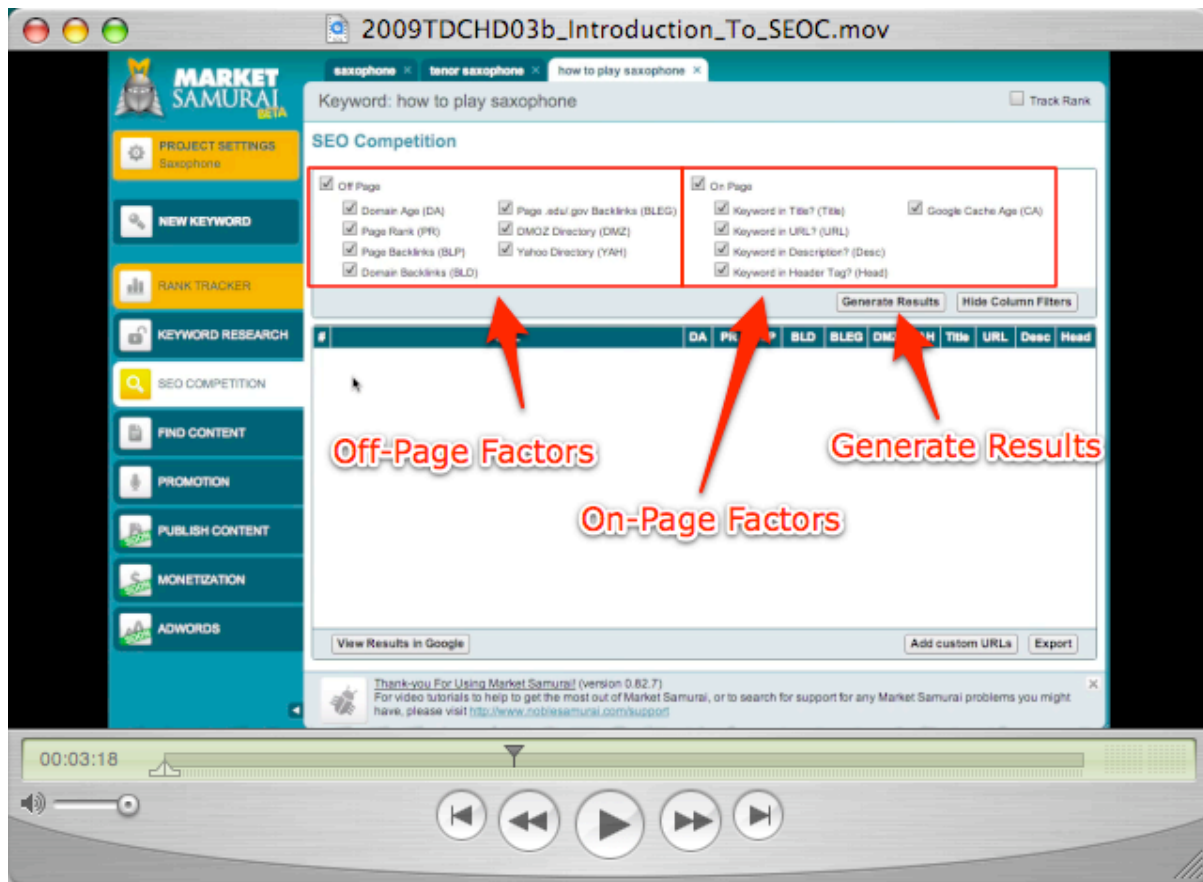 2009TDCHD03b_Introduction_To_SEOC.mov
MARKET
SAMURAI
BETA
saxophone × tenor saxophone × how to play saxophone ×
Keyword: how to play saxophone
Track Rank
PROJECT SETTINGS
Saxophone
NEW KEYWORD
RANK TRACKER
KEYWORD RESEARCH
SEO COMPETITION
FIND CONTENT
PROMOTION
PUBLISH CONTENT
SOON
MONETIZATION
SOON
ADWORDS
SOON
SEO Competition
Off Page
Domain Age (DA)
Page Rank (PR)
Page Backlinks (BLP)
Domain Backlinks (BLD)
Page .edu/.gov Backlinks (BLEG)
DMOZ Directory (DMZ)
Yahoo Directory (YAH)
On Page
Keyword in Title? (Title)
Keyword in URL? (URL)
Keyword in Description? (Desc)
Keyword in Header Tag? (Head)
Google Cache Age (CA)
Generate Results Hide Column Filters
# DA BLD BLEG Title URL Desc Head
Off-Page Factors
On-Page Factors
Generate Results
View Results in Google
Add custom URLs Export
Thank-you For Using Market Samurai! (version 0.82.7)
For video tutorials to help to get the most out of Market Samurai, or to search for support for any Market Samurai problems you might
have, please visit http://www.noblesamurai.com/support
00:03:18